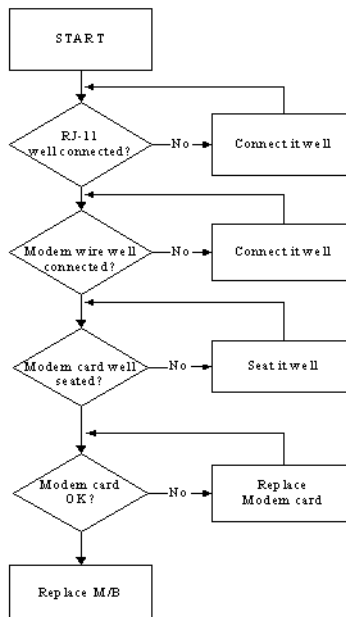 START
RJ-11
well connected?
No
Connect it well
Modem wire well
connected?
No
Connect it well
Modem card well
seated?
No
Seat it well
Modem card
OK?
No
Replace
Modem card
Replace M/B